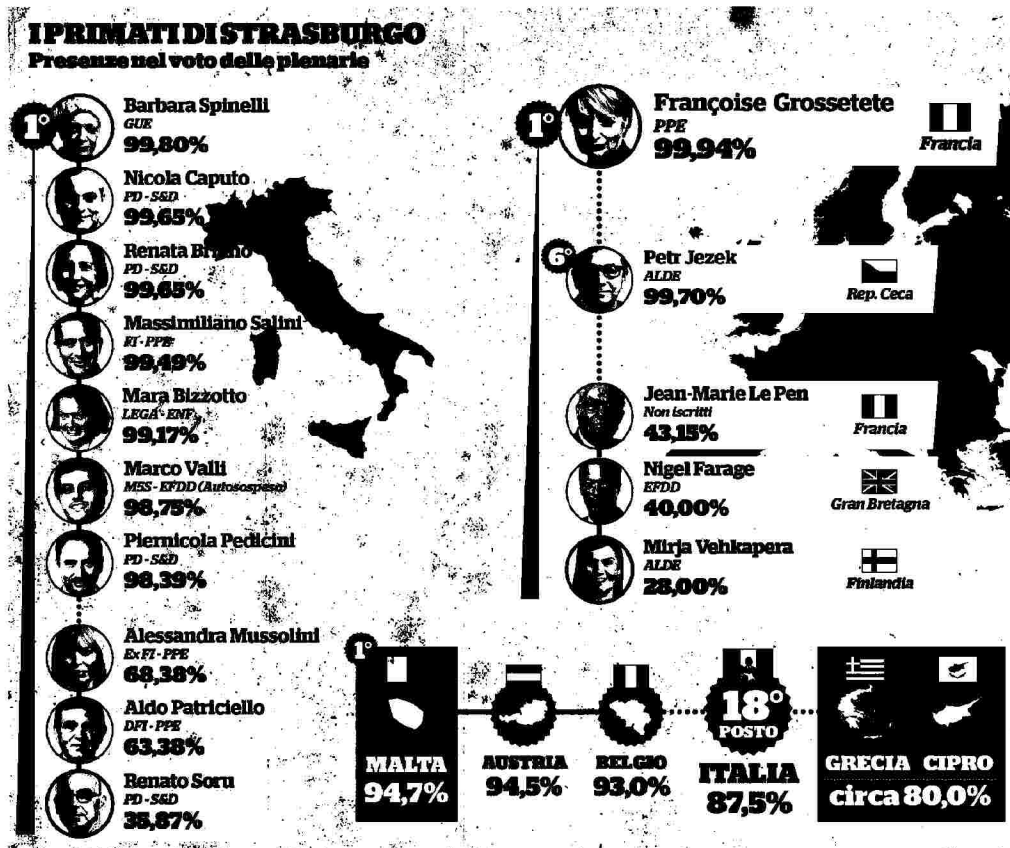 I PRIMATI DI STRASBURGO
Presenze nel voto delle plenarie
1°
Barbara Spinelli
GUE
99,80%
Nicola Caputo
PD - S&D
99,65%
Renata
PD - S&D
99,65%
Massimiliano Salini
FI - PPE
99,49%
Mara Bizzotto
LEGA - ENF
99,17%
Marco Valli
M5S - EFDD (Autosospeso)
98,75%
Piernicola Pedicini
PD - S&D
98,39%
Alessandra Mussolini
Ex FI - PPE
68,38%
Aldo Patriciello
DFI - PPE
63,38%
Renato Soru
PD - S&D
35,87%
1°
Françoise Grossetete
PPE
99,94%
Francia
6°
Petr Jezek
ALDE
99,70%
Rep. Ceca
Jean-Marie Le Pen
Non iscritti
43,15%
Francia
Nigel Farage
EFDD
40,00%
Gran Bretagna
Mirja Vehkapera
ALDE
28,00%
Finlandia
1°
MALTA
94,7%
AUSTRIA
94,5%
BELGIO
93,0%
18°
POSTO
ITALIA
87,5%
GRECIA CIPRO
circa 80,0%